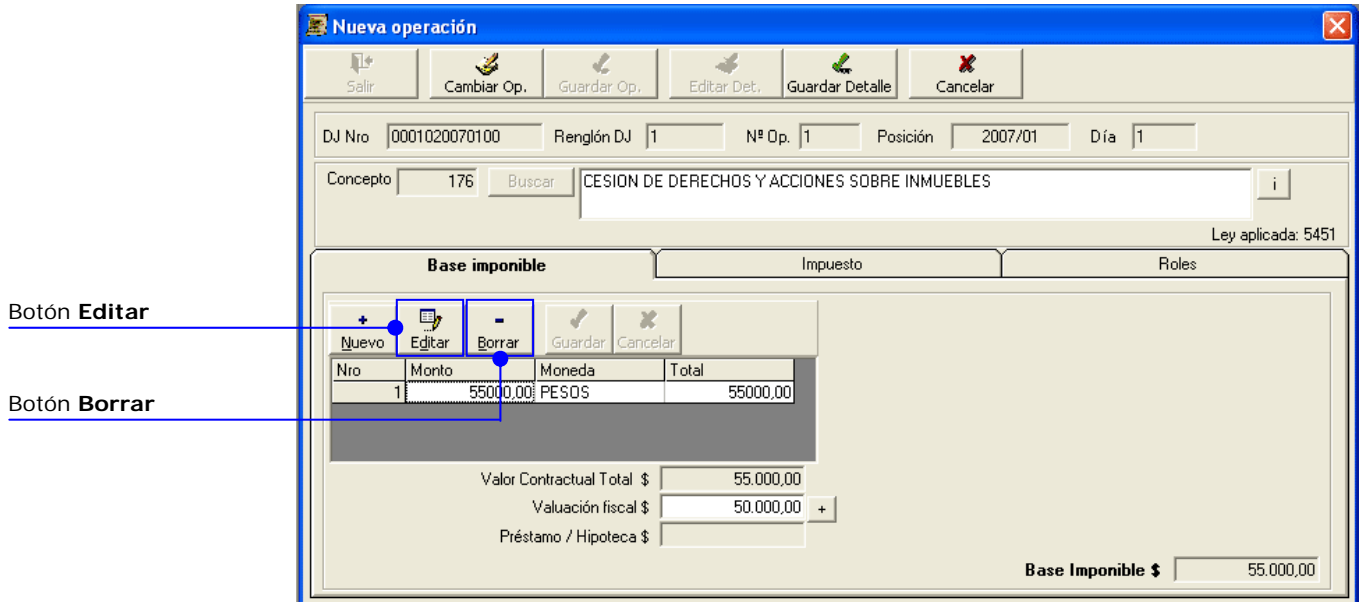 Nueva operación
Salir Cambiar Op. Guardar Op. Editar Det. Guardar Detalle Cancelar
DJ Nro 0001020070100 Renglón DJ 1 Nº Op. 1 Posición 2007/01 Día 1
Concepto 176 Buscar CESION DE DERECHOS Y ACCIONES SOBRE INMUEBLES i
Ley aplicada: 5451
Base imponible Impuesto Roles
Botón Editar
+ Nuevo Editar - Borrar Guardar Cancelar
Nro Monto Moneda Total
1 55000,00 PESOS 55000,00
Botón Borrar
Valor Contractual Total $ 55.000,00
Valuación fiscal $ 50.000,00 +
Préstamo / Hipoteca $
Base Imponible $ 55.000,00